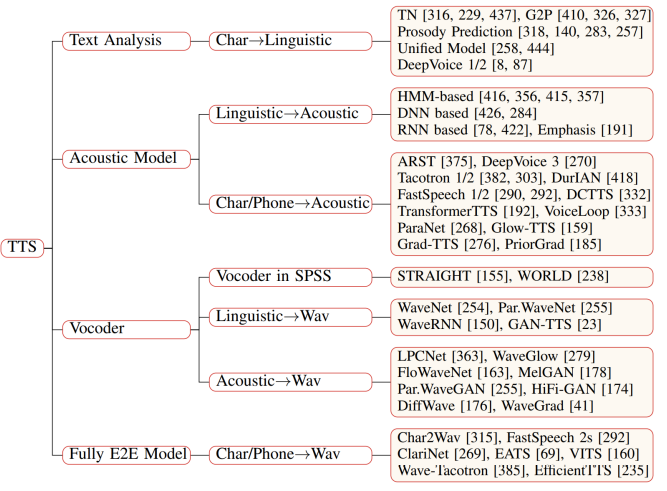 TTS
Text Analysis
Char→Linguistic
TN [316, 229, 437], G2P [410, 326, 327]
Prosody Prediction [318, 140, 283, 257]
Unified Model [258, 444]
DeepVoice 1/2 [8, 87]
Acoustic Model
Linguistic→Acoustic
HMM-based [416, 356, 415, 357]
DNN based [426, 284]
RNN based [78, 422], Emphasis [191]
Char/Phone→Acoustic
ARST [375], DeepVoice 3 [270]
Tacotron 1/2 [382, 303], DurIAN [418]
FastSpeech 1/2 [290, 292], DCTTS [332]
TransformerTTS [192], VoiceLoop [333]
ParaNet [268], Glow-TTS [159]
Grad-TTS [276], PriorGrad [185]
Vocoder
Vocoder in SPSS
STRAIGHT [155], WORLD [238]
Linguistic→Wav
WaveNet [254], Par.WaveNet [255]
WaveRNN [150], GAN-TTS [23]
Acoustic→Wav
LPCNet [363], WaveGlow [279]
FloWaveNet [163], MelGAN [178]
Par.WaveGAN [255], HiFi-GAN [174]
DiffWave [176], WaveGrad [41]
Fully E2E Model
Char/Phone→Wav
Char2Wav [315], FastSpeech 2s [292]
ClariNet [269], EATS [69], VITS [160]
Wave-Tacotron [385], EfficientTTS [235]